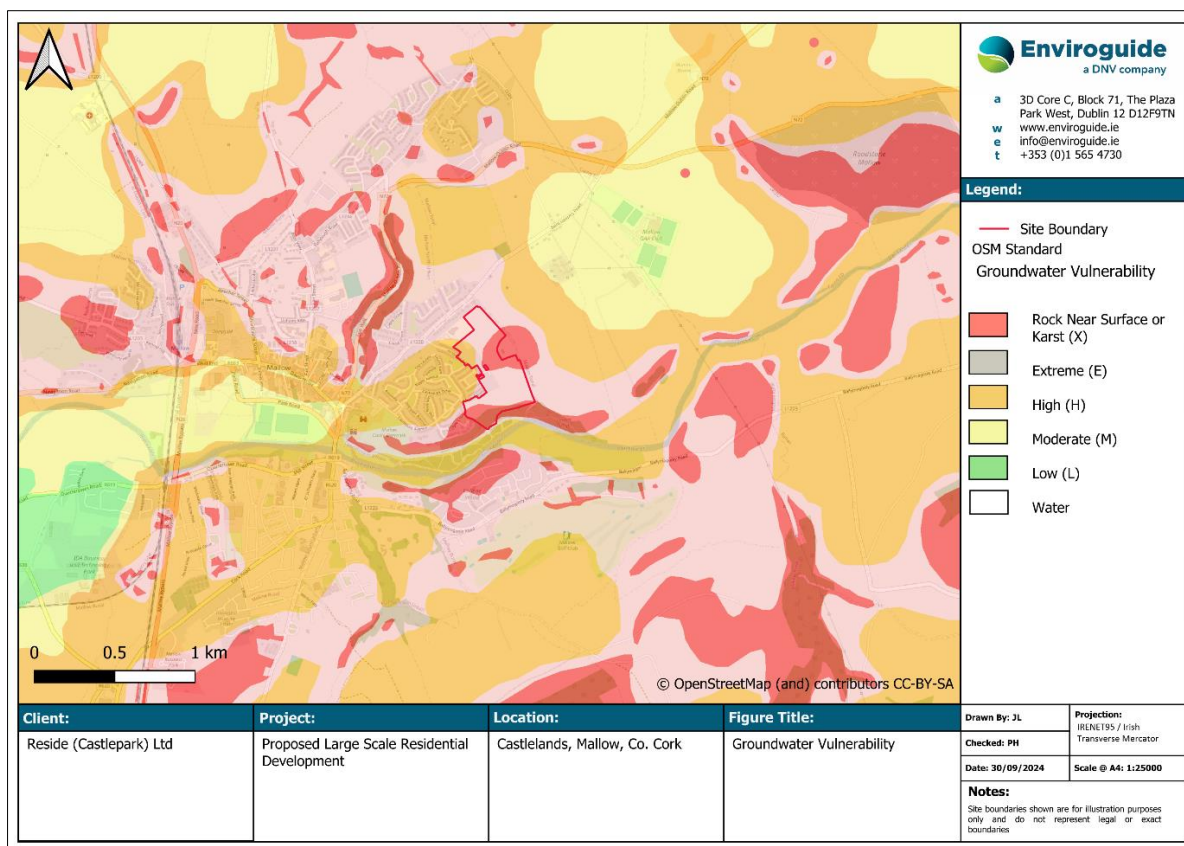 Enviroguide
a DNV company
a 3D Core C, Block 71, The Plaza
Park West, Dublin 12 D12F9TN
w www.enviroguide.ie
e info@enviroguide.ie
t +353 (0)1 565 4730
Legend:
Site Boundary
OSM Standard
Groundwater Vulnerability
Rock Near Surface or
Karst (X)
Extreme (E)
High (H)
Moderate (M)
Low (L)
Water
Mallow
0 0.5 1 km
© OpenStreetMap (and) contributors CC-BY-SA
Client:
Reside (Castlepark) Ltd
Project:
Proposed Large Scale Residential
Development
Location:
Castlelands, Mallow, Co. Cork
Figure Title:
Groundwater Vulnerability
Drawn By: JL
Checked: PH
Date: 30/09/2024
Projection:
IRENET95 / Irish
Transverse Mercator
Scale @ A4: 1:25000
Notes:
Site boundaries shown are for illustration purposes
only and do not represent legal or exact
boundaries